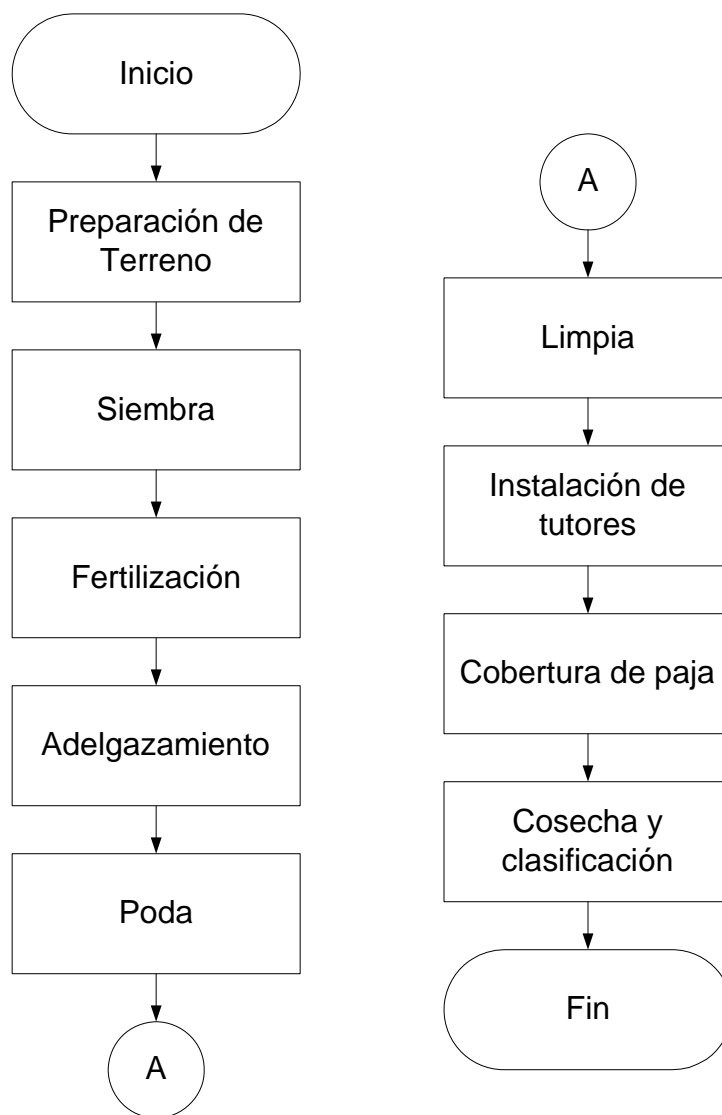 Inicio
Preparación de
Terreno
Siembra
Fertilización
Adelgazamiento
Poda
A
A
Limpia
Instalación de
tutores
Cobertura de paja
Cosecha y
clasificación
Fin